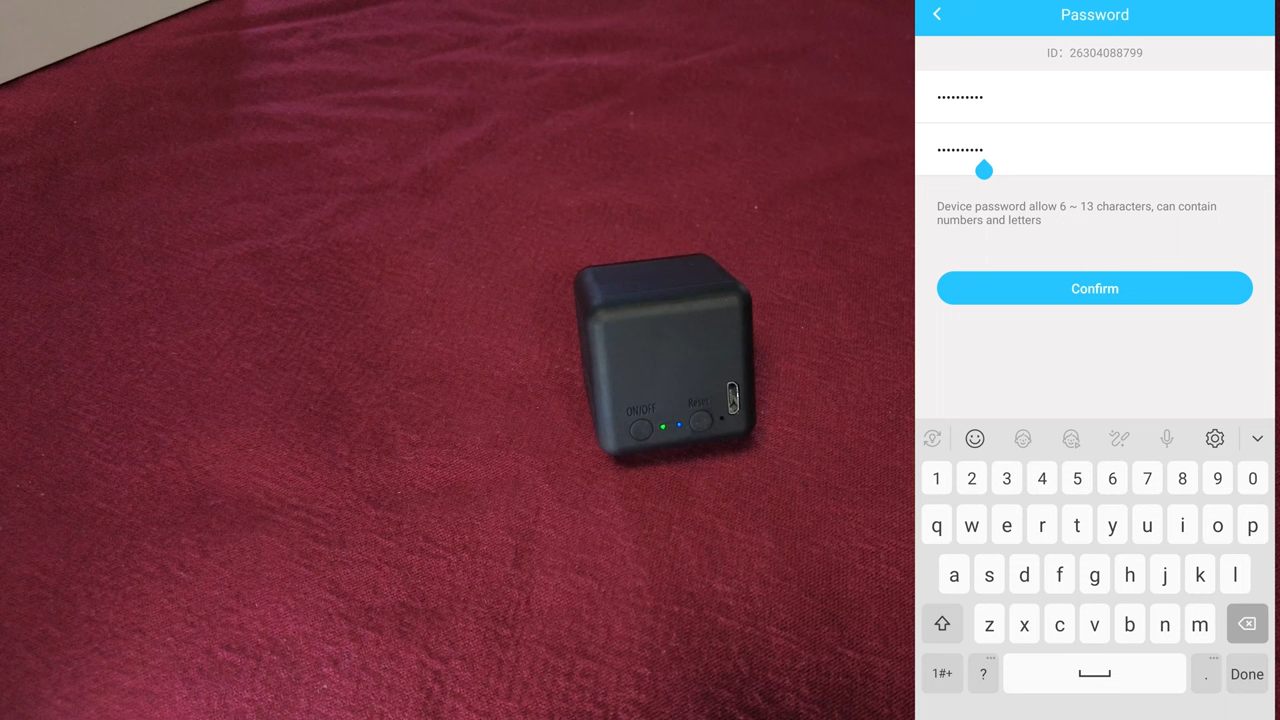 Password
ID: 26304088799
••••••••••
••••••••••
Device password allow 6 ~ 13 characters, can contain
numbers and letters
Confirm
ON/OFF
Reset
1 2 3 4 5 6 7 8 9 0
q w e r t y u i o p
a s d f g h j k l
z x c v b n m
1#+ ? . Done